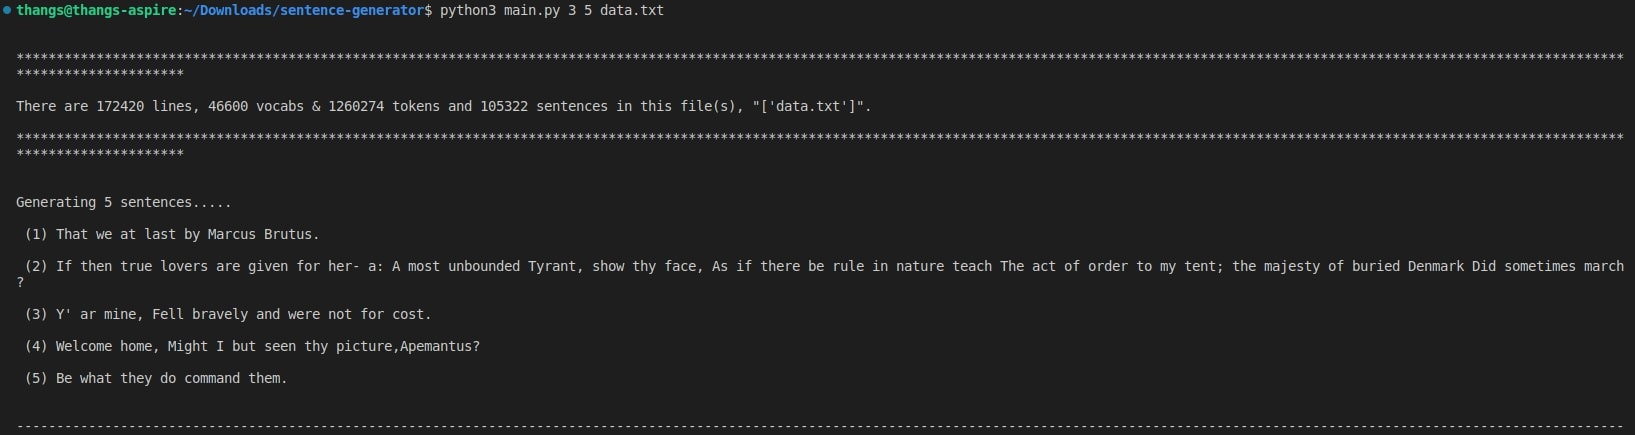 thangs@thangs-aspire:~/Downloads/sentence-generator$ python3 main.py 3 5 data.txt
*********************************************************************************************************************************************************************************************************
*********************
There are 172420 lines, 46600 vocabs & 1260274 tokens and 105322 sentences in this file(s), "['data.txt']".
*********************************************************************************************************************************************************************************************************
*********************
Generating 5 sentences.....
(1) That we at last by Marcus Brutus.
(2) If then true lovers are given for her- a: A most unbounded Tyrant, show thy face, As if there be rule in nature teach The act of order to my tent; the majesty of buried Denmark Did sometimes march
?
(3) Y' ar mine, Fell bravely and were not for cost.
(4) Welcome home, Might I but seen thy picture,Apemantus?
(5) Be what they do command them.
---------------------------------------------------------------------------------------------------------------------------------------------------------------------------------------------------------